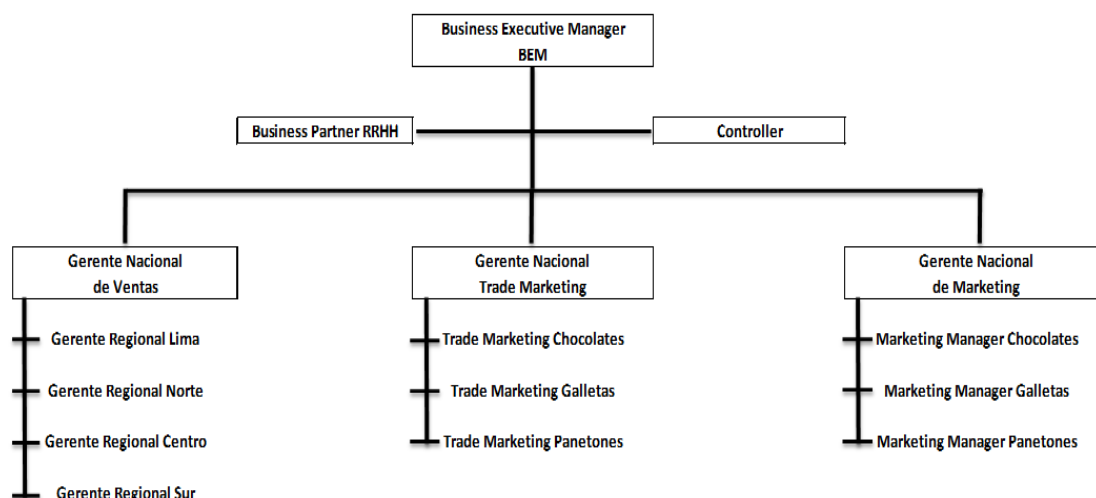 Business Executive Manager
BEM
Business Partner RRHH
Controller
Gerente Nacional
de Ventas
Gerente Regional Lima
Gerente Regional Norte
Gerente Regional Centro
Gerente Regional Sur
Gerente Nacional
Trade Marketing
Trade Marketing Chocolates
Trade Marketing Galletas
Trade Marketing Panetones
Gerente Nacional
de Marketing
Marketing Manager Chocolates
Marketing Manager Galletas
Marketing Manager Panetones